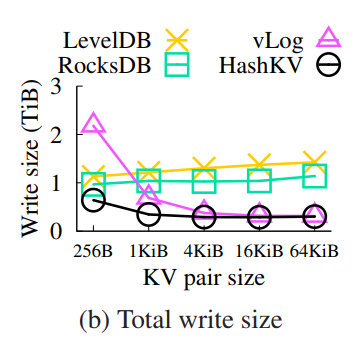 LevelDB vLog
RocksDB HashKV
Write size (TiB)
3
2
1
0
256B 1KiB 4KiB 16KiB 64KiB
KV pair size
(b) Total write size